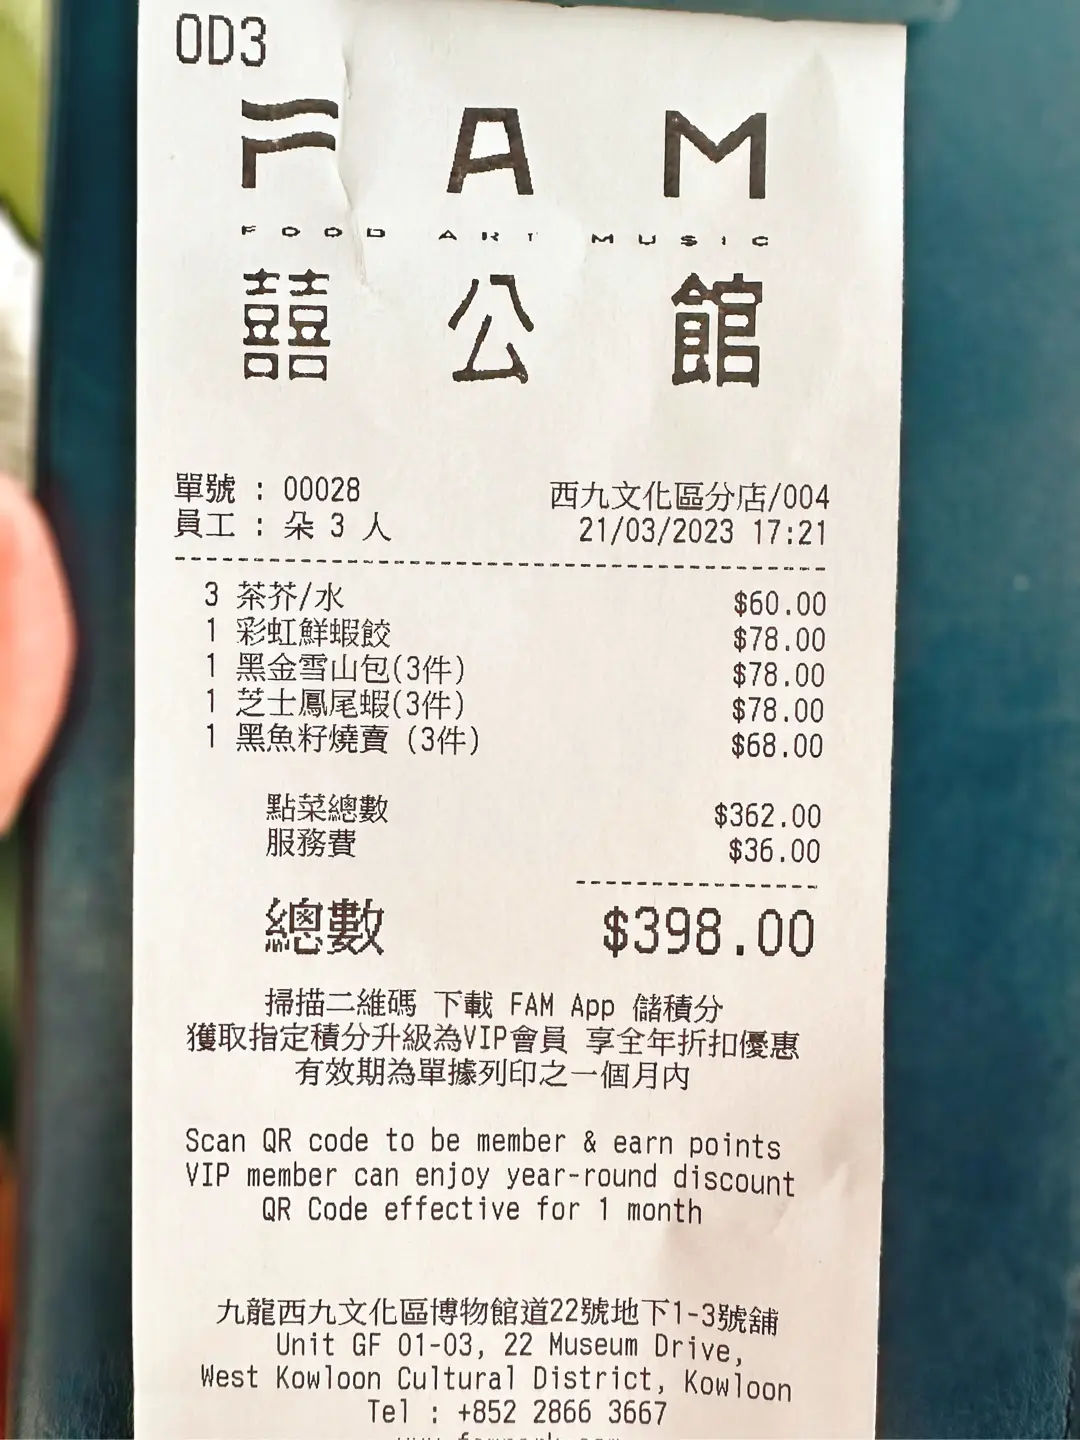 OD3
FAM
FOOD ART MUSIC
囍公館
單號 : 00028 西九文化區分店/004
員工 : 朵 3 人 21/03/2023 17:21
3 茶芥/水 $60.00
1 彩虹鮮蝦餃 $78.00
1 黑金雪山包(3件) $78.00
1 芝士鳳尾蝦(3件) $78.00
1 黑魚籽燒賣 (3件) $68.00
點菜總數 $362.00
服務費 $36.00
總數 $398.00
掃描二維碼 下載 FAM App 儲積分
獲取指定積分升級為VIP會員 享全年折扣優惠
有效期為單據列印之一個月內
Scan QR code to be member & earn points
VIP member can enjoy year-round discount
QR Code effective for 1 month
九龍西九文化區博物館道22號地下1-3號舖
Unit GF 01-03, 22 Museum Drive,
West Kowloon Cultural District, Kowloon
Tel : +852 2866 3667